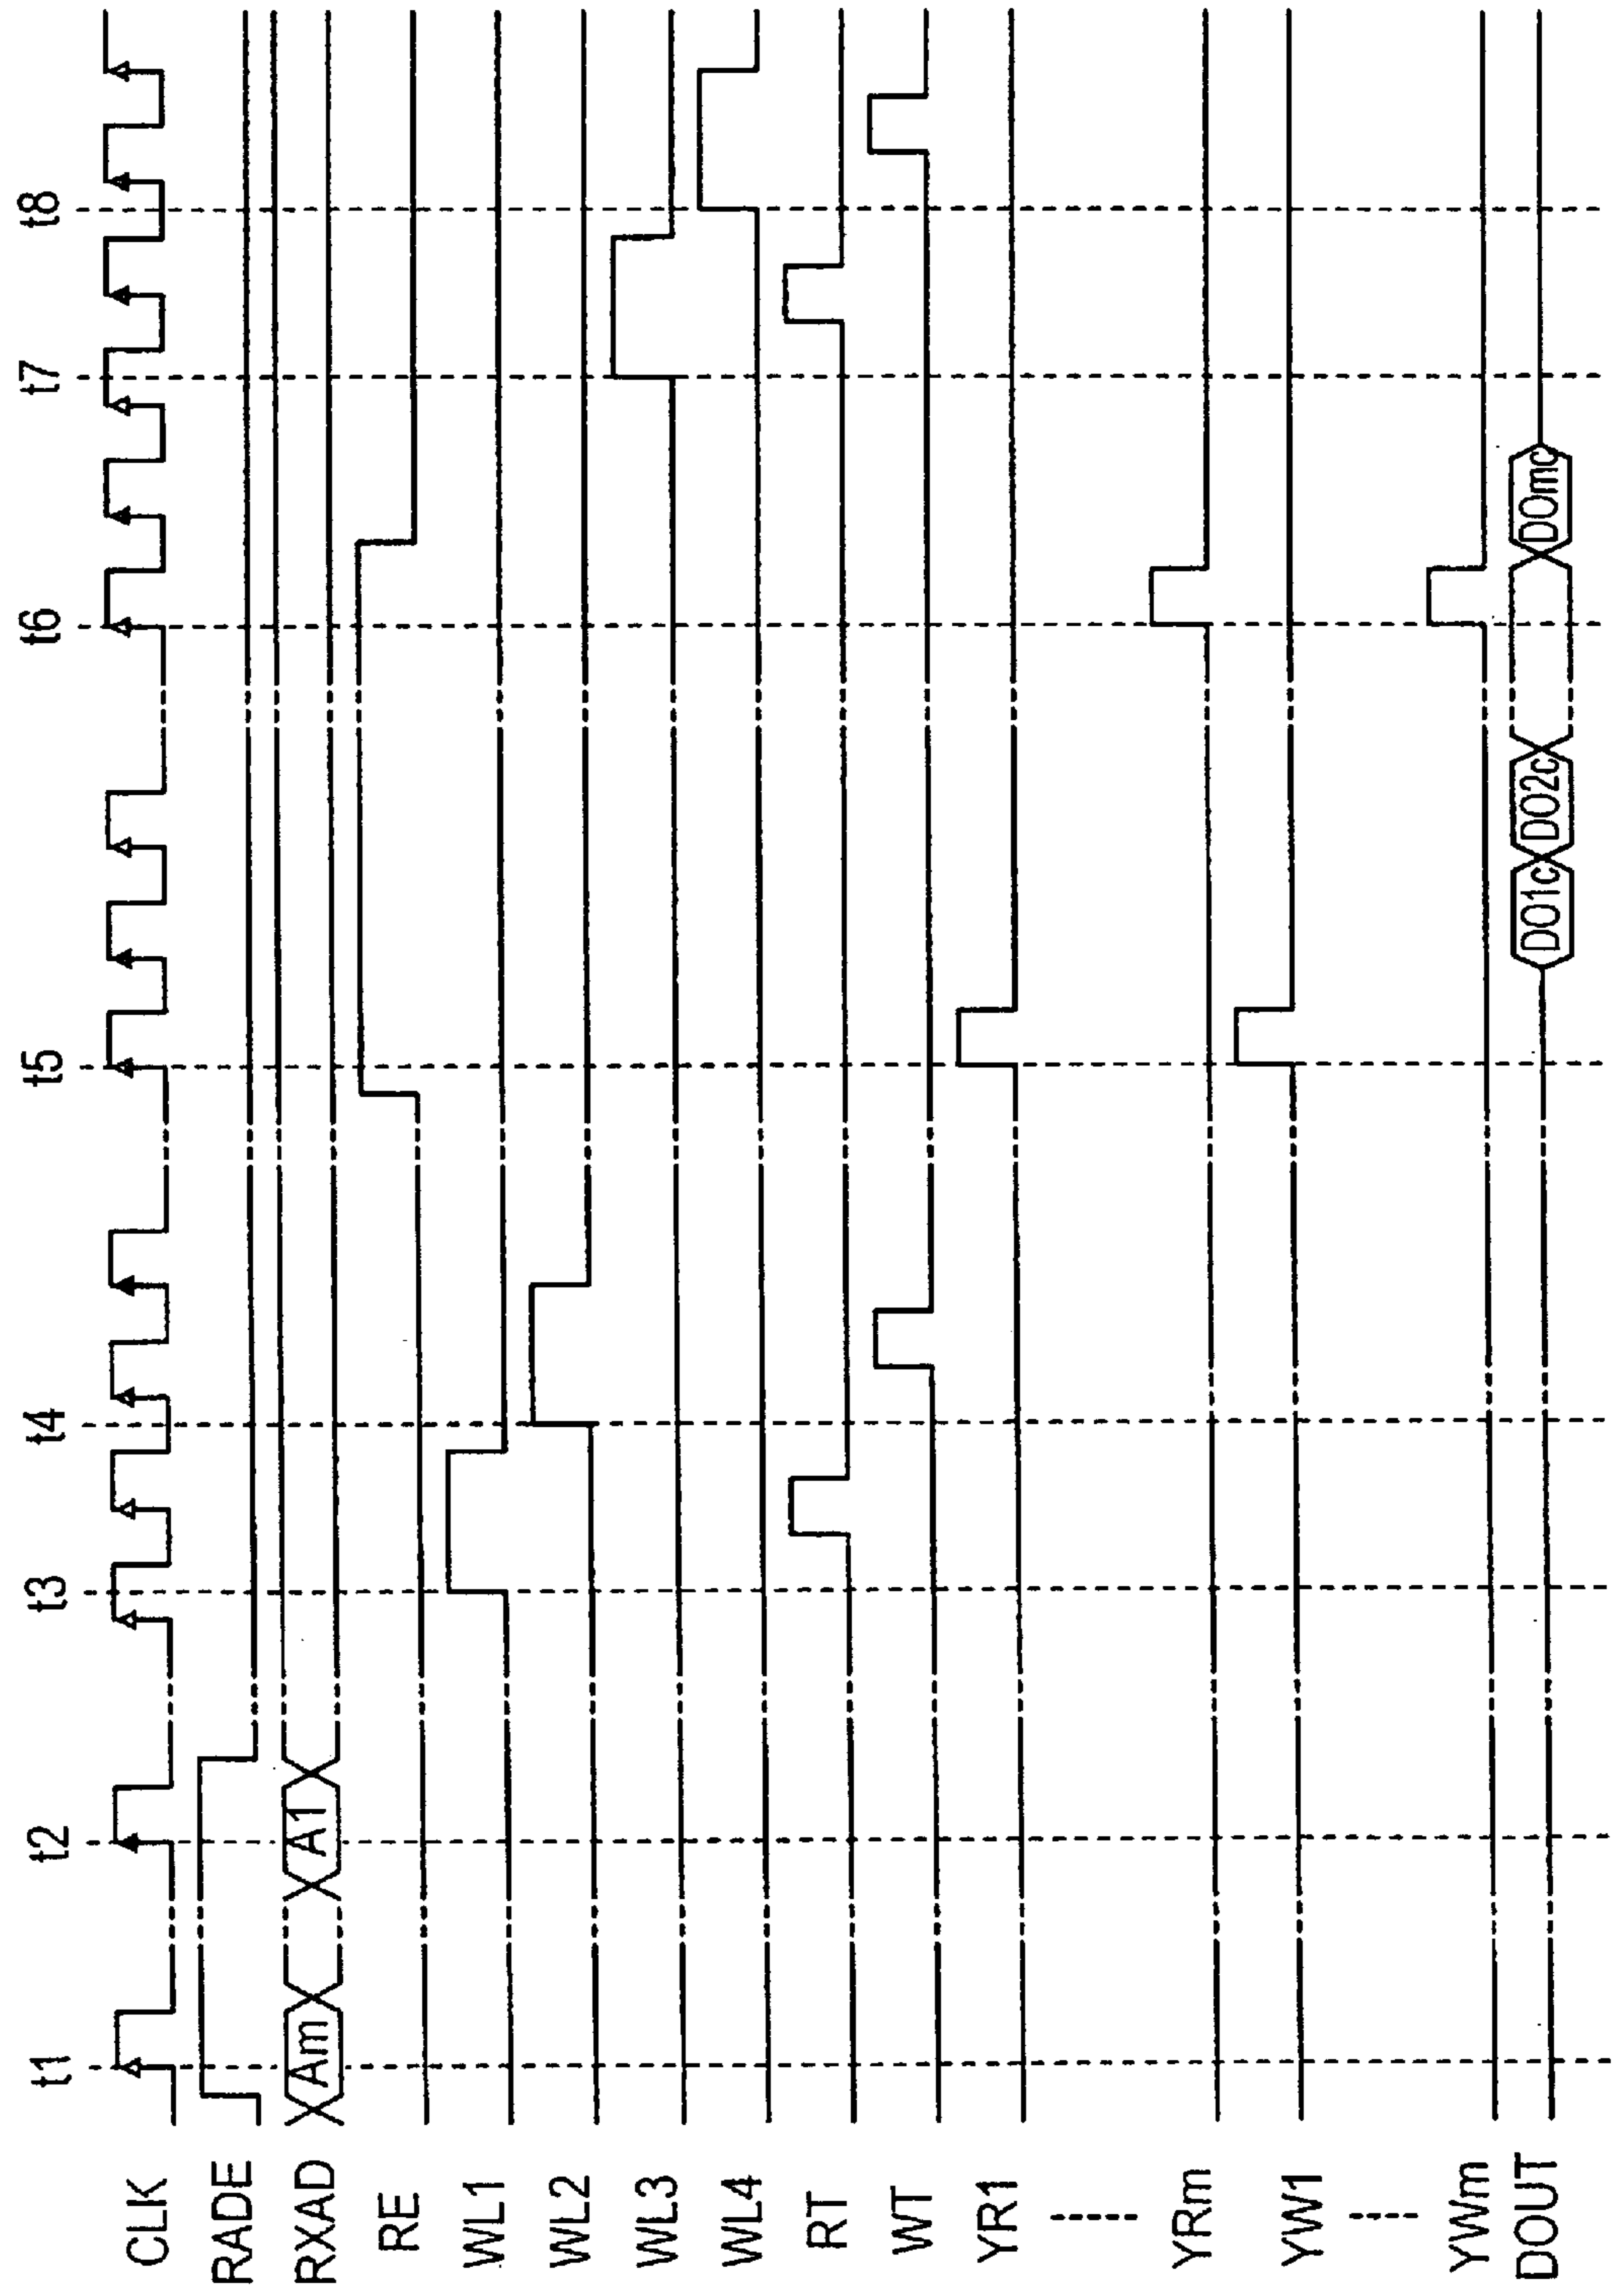 t1 t2 t3 t4 t5 t6 t7 t8
CLK
RADE
RXAD Am A1
RE
WL1
WL2
WL3
WL4
RT
WT
YR1
YRm
YW1
YWm
DOUT DO1c DO2c DOmc